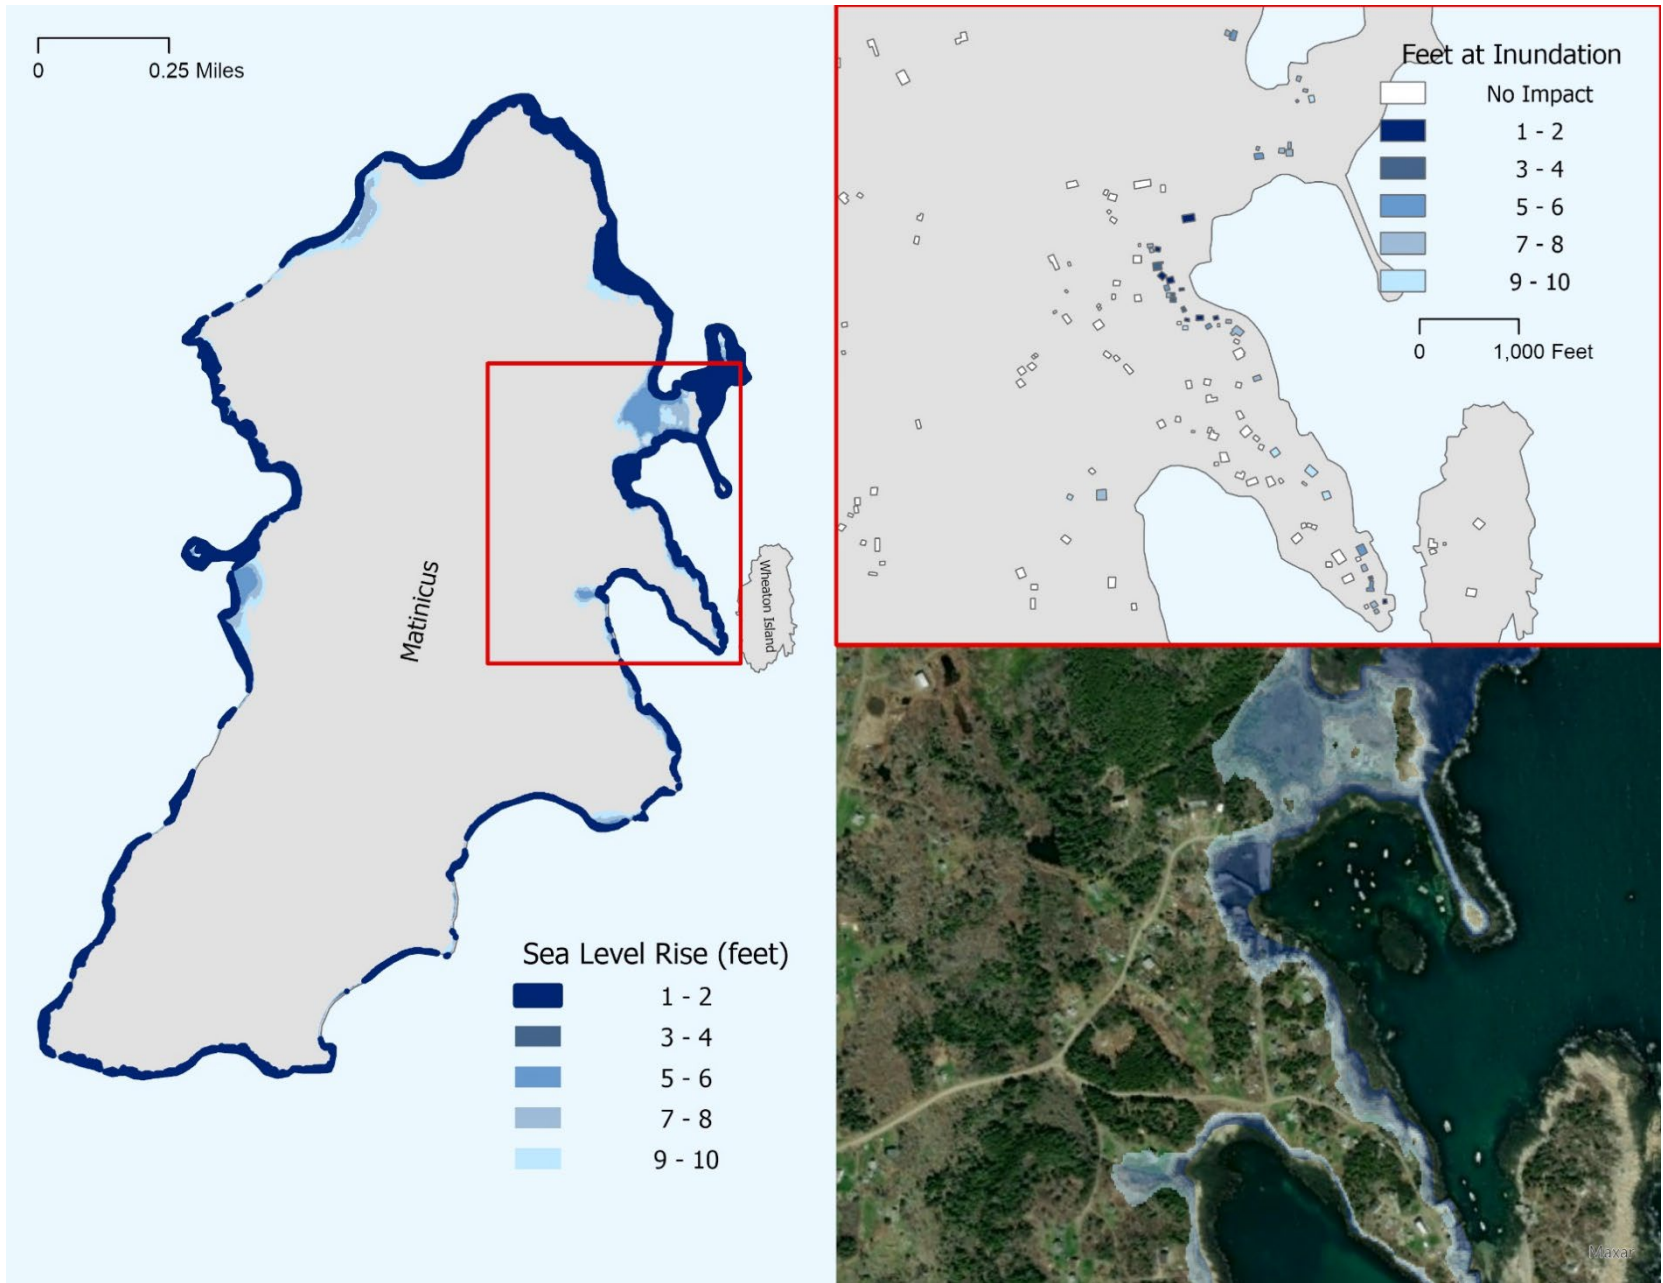 0 0.25 Miles
Matinicus
Wheaton Island
Sea Level Rise (feet)
1 - 2
3 - 4
5 - 6
7 - 8
9 - 10
Feet at Inundation
No Impact
1 - 2
3 - 4
5 - 6
7 - 8
9 - 10
0 1,000 Feet
Maxar